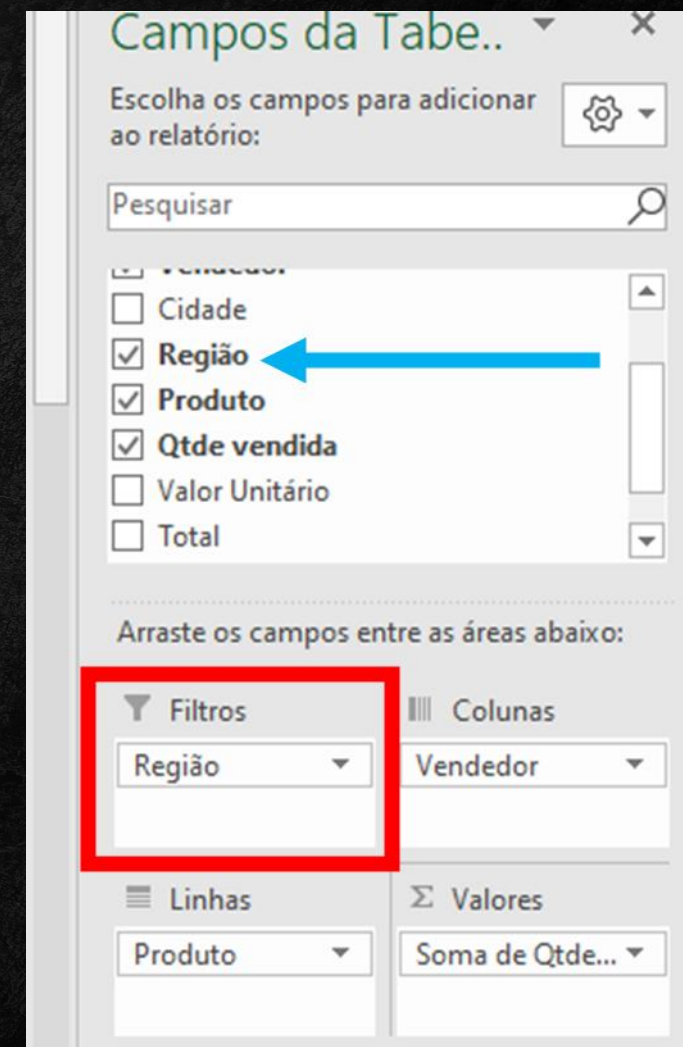 Campos da Tabe..
Escolha os campos para adicionar
ao relatório:
Pesquisar
Vendedor
Cidade
Região
Produto
Qtde vendida
Valor Unitário
Total
Arraste os campos entre as áreas abaixo:
Filtros
Região
Colunas
Vendedor
Linhas
Produto
Σ Valores
Soma de Qtde...